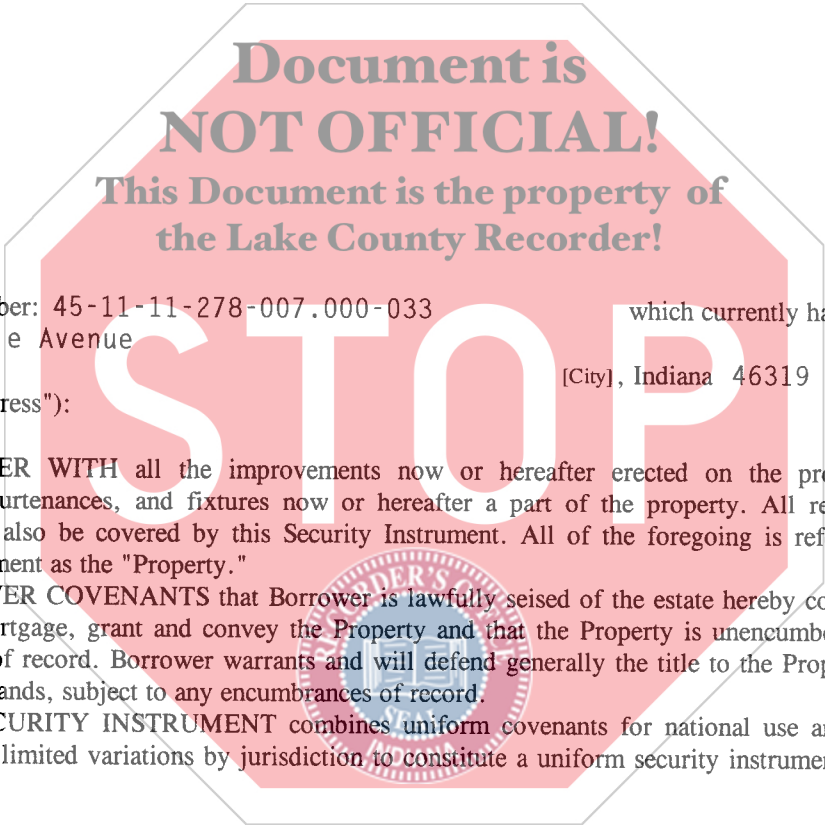 Document is
NOT OFFICIAL!
This Document is the property of
the Lake County Recorder!
ber: 45-11-11-278-007.000-033 which currently ha
e Avenue
[City], Indiana 46319
ress"):
STOP
ER WITH all the improvements now or hereafter erected on the pro
urtenances, and fixtures now or hereafter a part of the property. All re
also be covered by this Security Instrument. All of the foregoing is ref
ment as the "Property."
VER COVENANTS that Borrower is lawfully seised of the estate hereby co
rtgage, grant and convey the Property and that the Property is unencumb
of record. Borrower warrants and will defend generally the title to the Prop
ands, subject to any encumbrances of record.
CURITY INSTRUMENT combines uniform covenants for national use a
limited variations by jurisdiction to constitute a uniform security instrume
SEAL
INDIANA